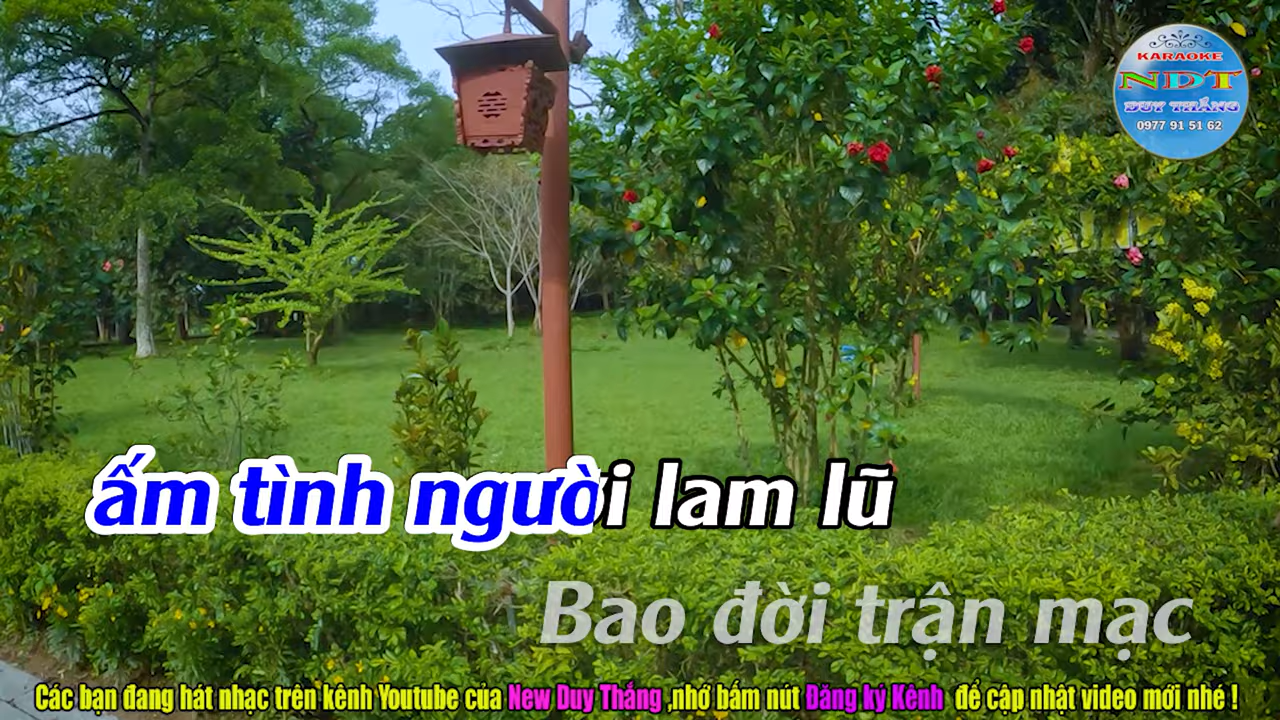 KARAOKE
NDT
DUY THẮNG
0977 91 51 62
ấm tình người lam lũ
Bao đời trận mạc
Các bạn đang hát nhạc trên kênh Youtube của New Duy Thắng ,nhớ bấm nút Đăng ký Kênh để cập nhật video mới nhé !